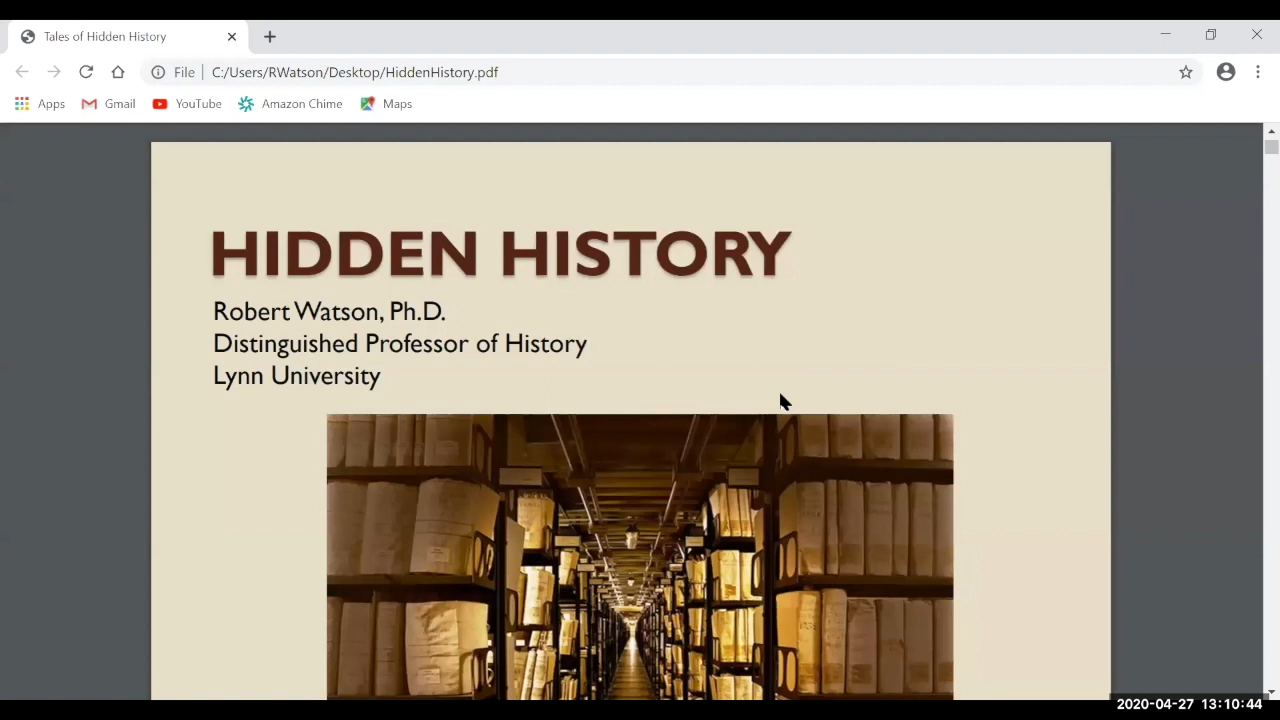 Tales of Hidden History
File C:/Users/RWatson/Desktop/HiddenHistory.pdf
Apps Gmail YouTube Amazon Chime Maps
HIDDEN HISTORY
Robert Watson, Ph.D.
Distinguished Professor of History
Lynn University
2020-04-27 13:10:44